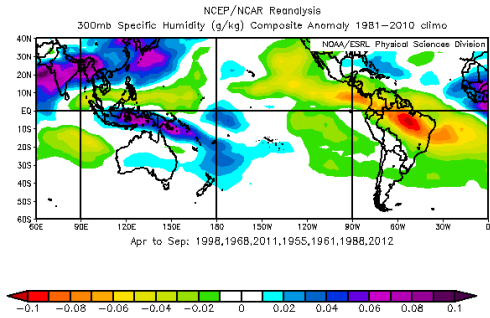 NCEP/NCAR Reanalysis
300mb Specific Humidity (g/kg) Composite Anomaly 1981-2010 climo
NOAA/ESRL Physical Sciences Division
40N
30N
20N
10N
EQ
10S
20S
30S
40S
50S
60S
60E 90E 120E 150E 180 150W 120W 90W 60W 30W 0
Apr to Sep: 1998,1968,2011,1955,1961,1988,2012
-0.1 -0.08 -0.06 -0.04 -0.02 0 0.02 0.04 0.06 0.08 0.1